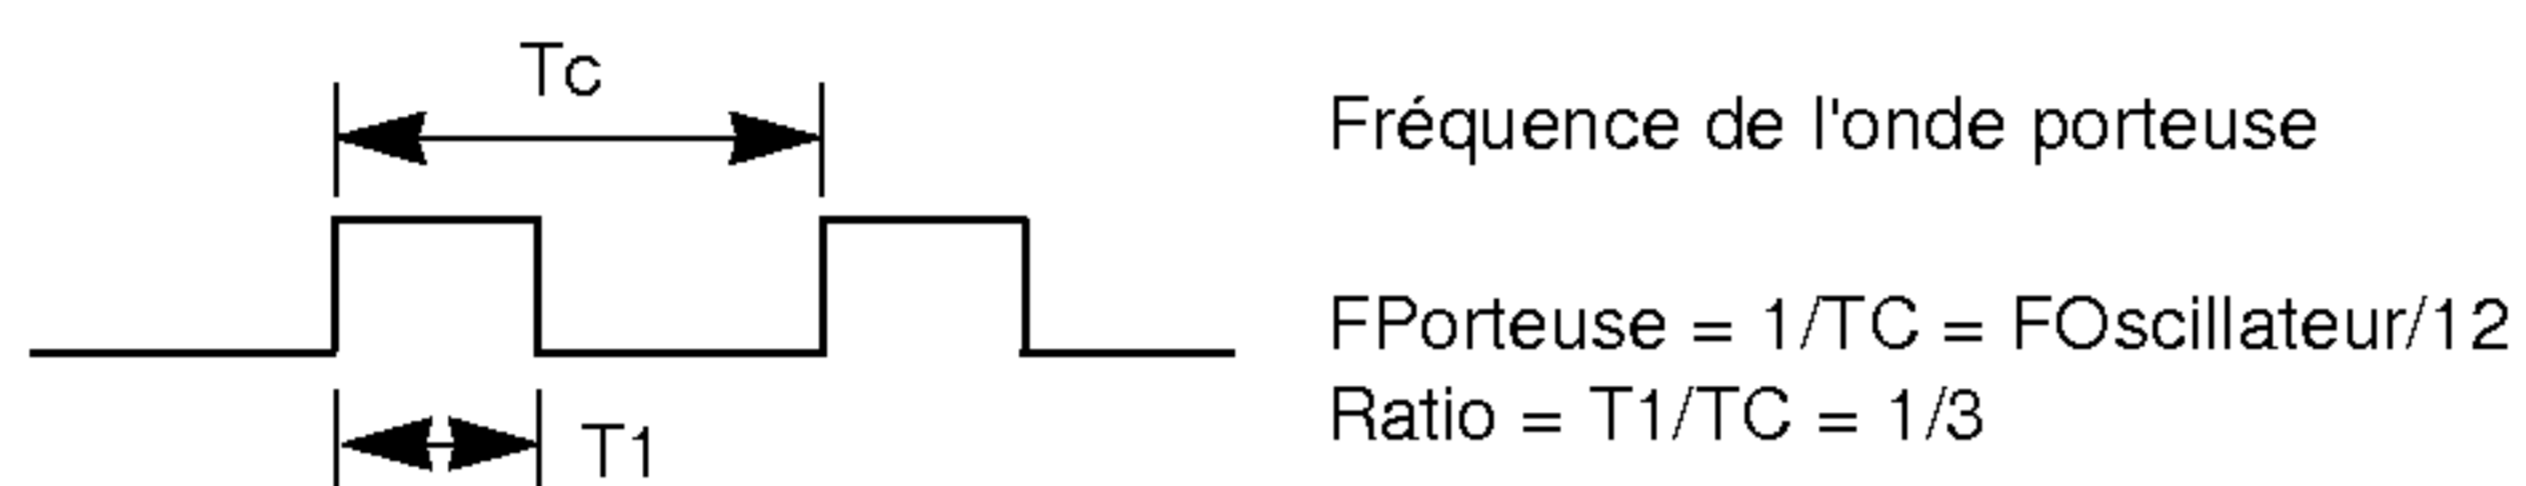 Tc
Fréquence de l'onde porteuse
FPorteuse = 1/TC = FOscillateur/12
Ratio = T1/TC = 1/3
T1